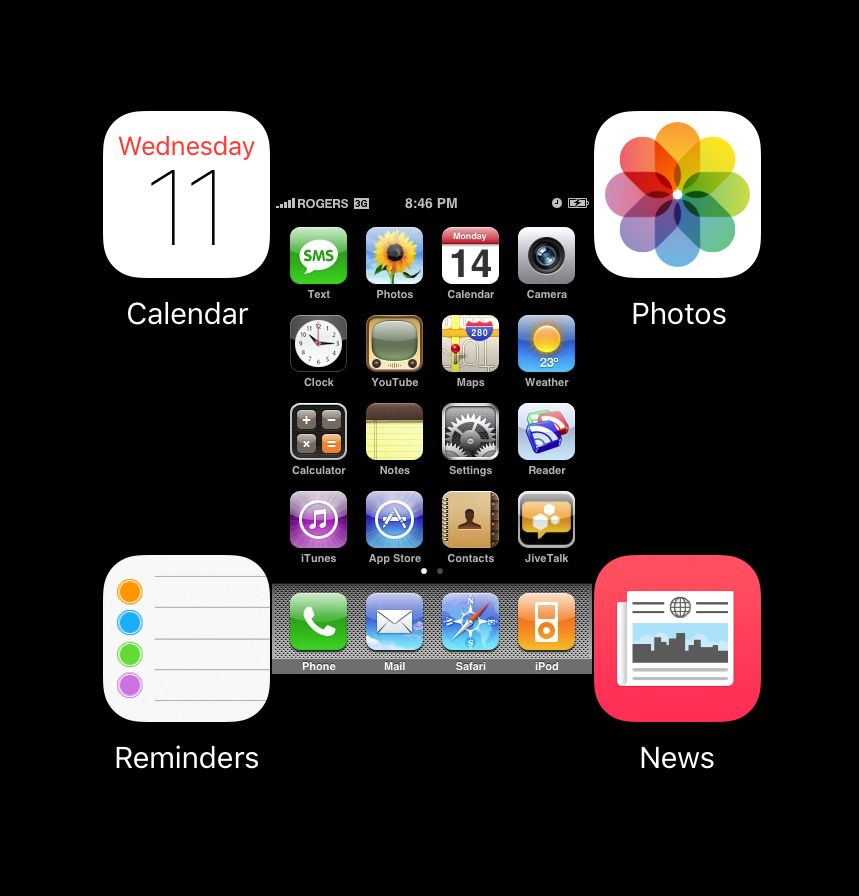 Wednesday
11
Calendar
Photos
ROGERS 3G 8:46 PM
SMS
Monday
14
Text Photos Calendar Camera
280
23°
Clock YouTube Maps Weather
+ −
× =
Calculator Notes Settings Reader
iTunes App Store Contacts JiveTalk
N
Phone Mail Safari iPod
Reminders
News